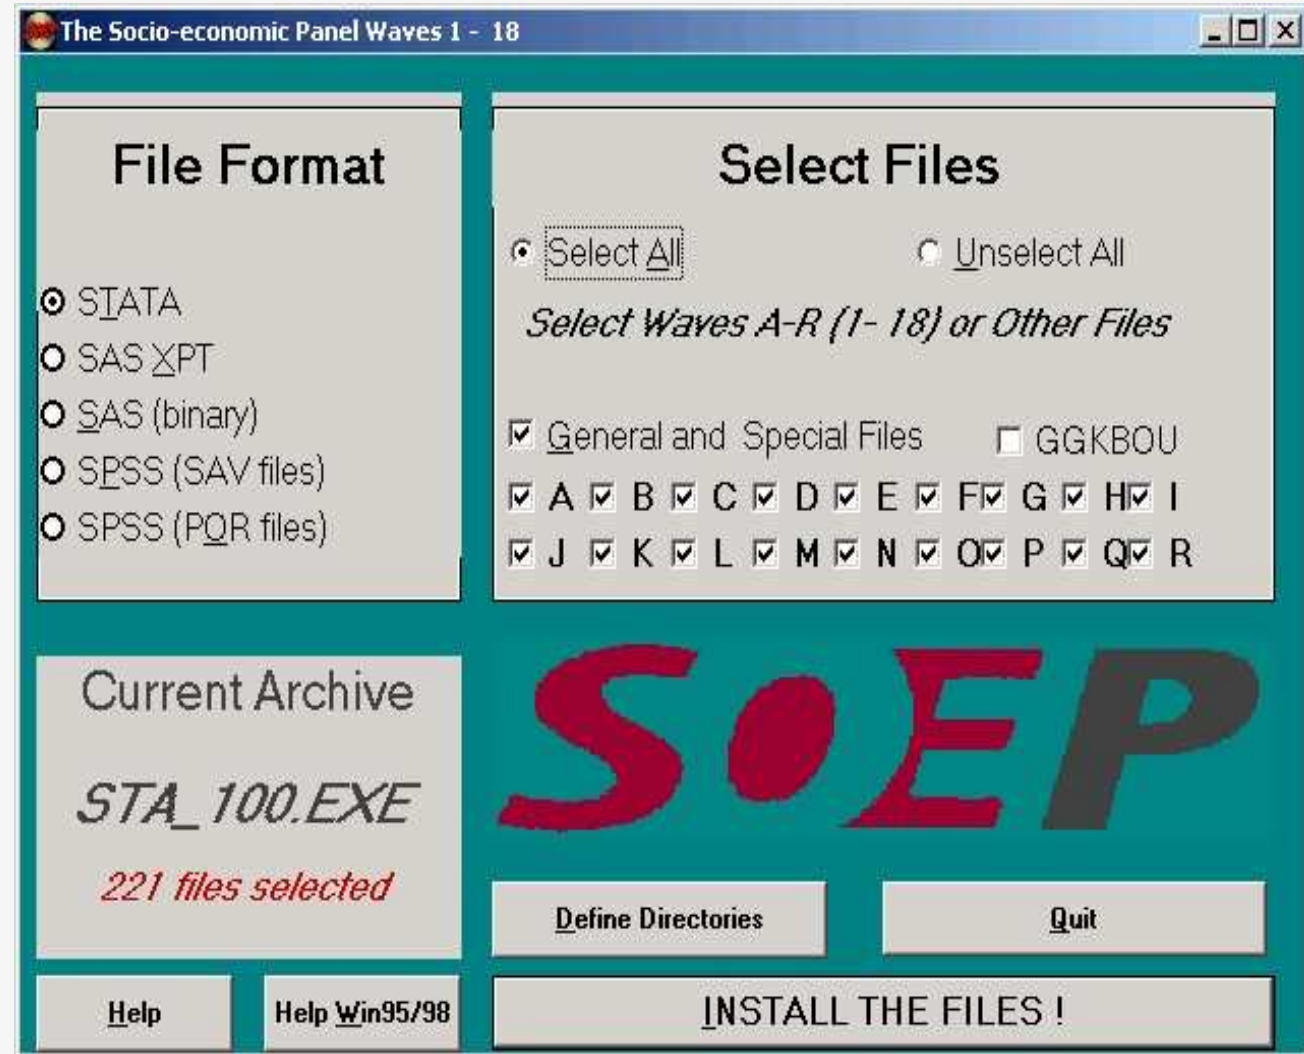 The Socio-economic Panel Waves 1 - 18
File Format
STATA
SAS XPT
SAS (binary)
SPSS (SAV files)
SPSS (PQR files)
Select Files
Select All
Unselect All
Select Waves A-R (1- 18) or Other Files
General and Special Files
GGKBOU
A B C D E F G H I
J K L M N O P Q R
Current Archive
STA_100.EXE
221 files selected
SOEP
Define Directories
Quit
Help
Help Win95/98
INSTALL THE FILES !